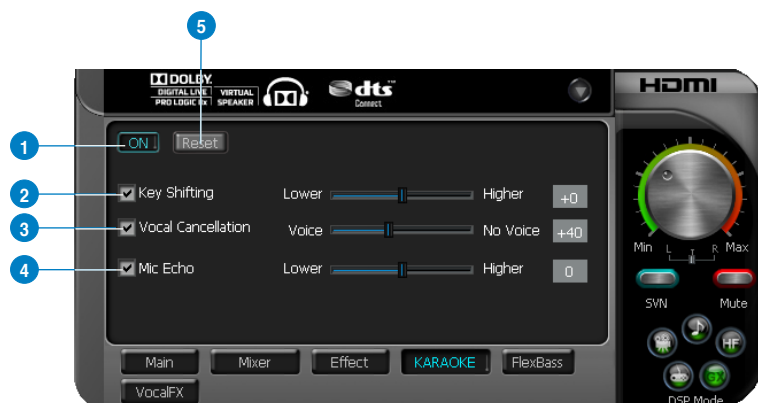 5
DOLBY
DIGITAL LIVE
PRO LOGIC IIx
VIRTUAL
SPEAKER
dts
Connect
HDMI
1
ON
Reset
2
Key Shifting
Lower
Higher
+0
3
Vocal Cancellation
Voice
No Voice
+40
4
Mic Echo
Lower
Higher
0
Min
L
R
Max
SVN
Mute
HF
GX
DSP Mode
Main
Mixer
Effect
KARAOKE
FlexBass
VocalFX